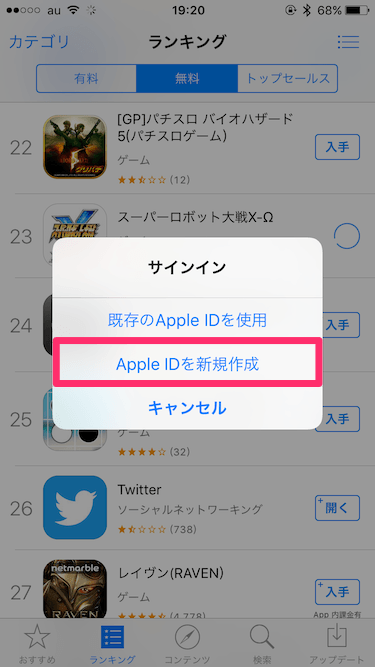 au 19:20 68%
カテゴリ ランキング
有料 無料 トップセールス
22
[GP]パチスロ バイオハザード
5(パチスロゲーム)
ゲーム
(12)
入手
23
スーパーロボット大戦X-Ω
サインイン
既存のApple IDを使用
Apple IDを新規作成
キャンセル
24
入手
25
ゲーム
(32)
入手
26
Twitter
ソーシャルネットワーキング
(738)
+開く
27
netmarble
RAVEN
レイヴン(RAVEN)
ゲーム
(4,778)
+入手
App 内課金有
おすすめ ランキング コンテンツ 検索 アップデート